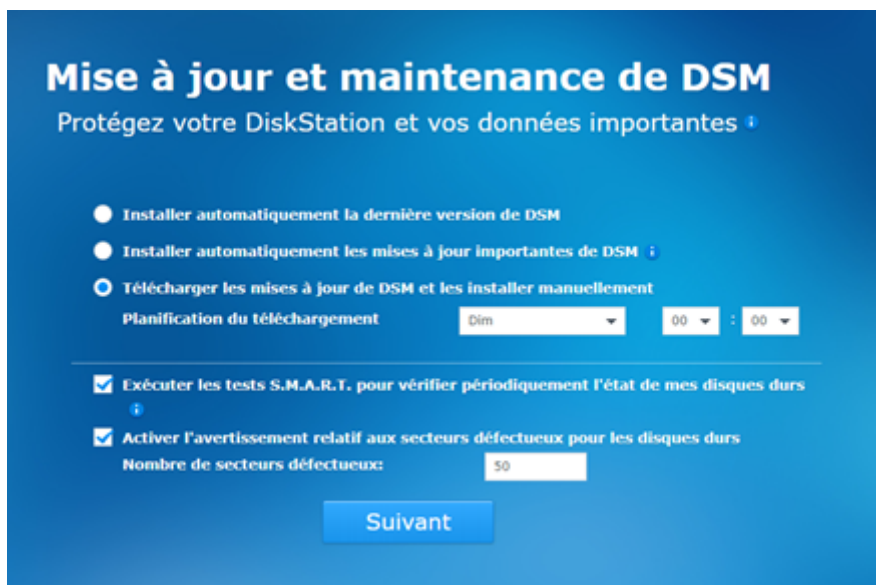 Mise à jour et maintenance de DSM
Protégez votre DiskStation et vos données importantes
Installer automatiquement la dernière version de DSM
Installer automatiquement les mises à jour importantes de DSM
Télécharger les mises à jour de DSM et les installer manuellement
Planification du téléchargement Dim 00 : 00
Exécuter les tests S.M.A.R.T. pour vérifier périodiquement l'état de mes disques durs
Activer l'avertissement relatif aux secteurs défectueux pour les disques durs
Nombre de secteurs défectueux: 50
Suivant